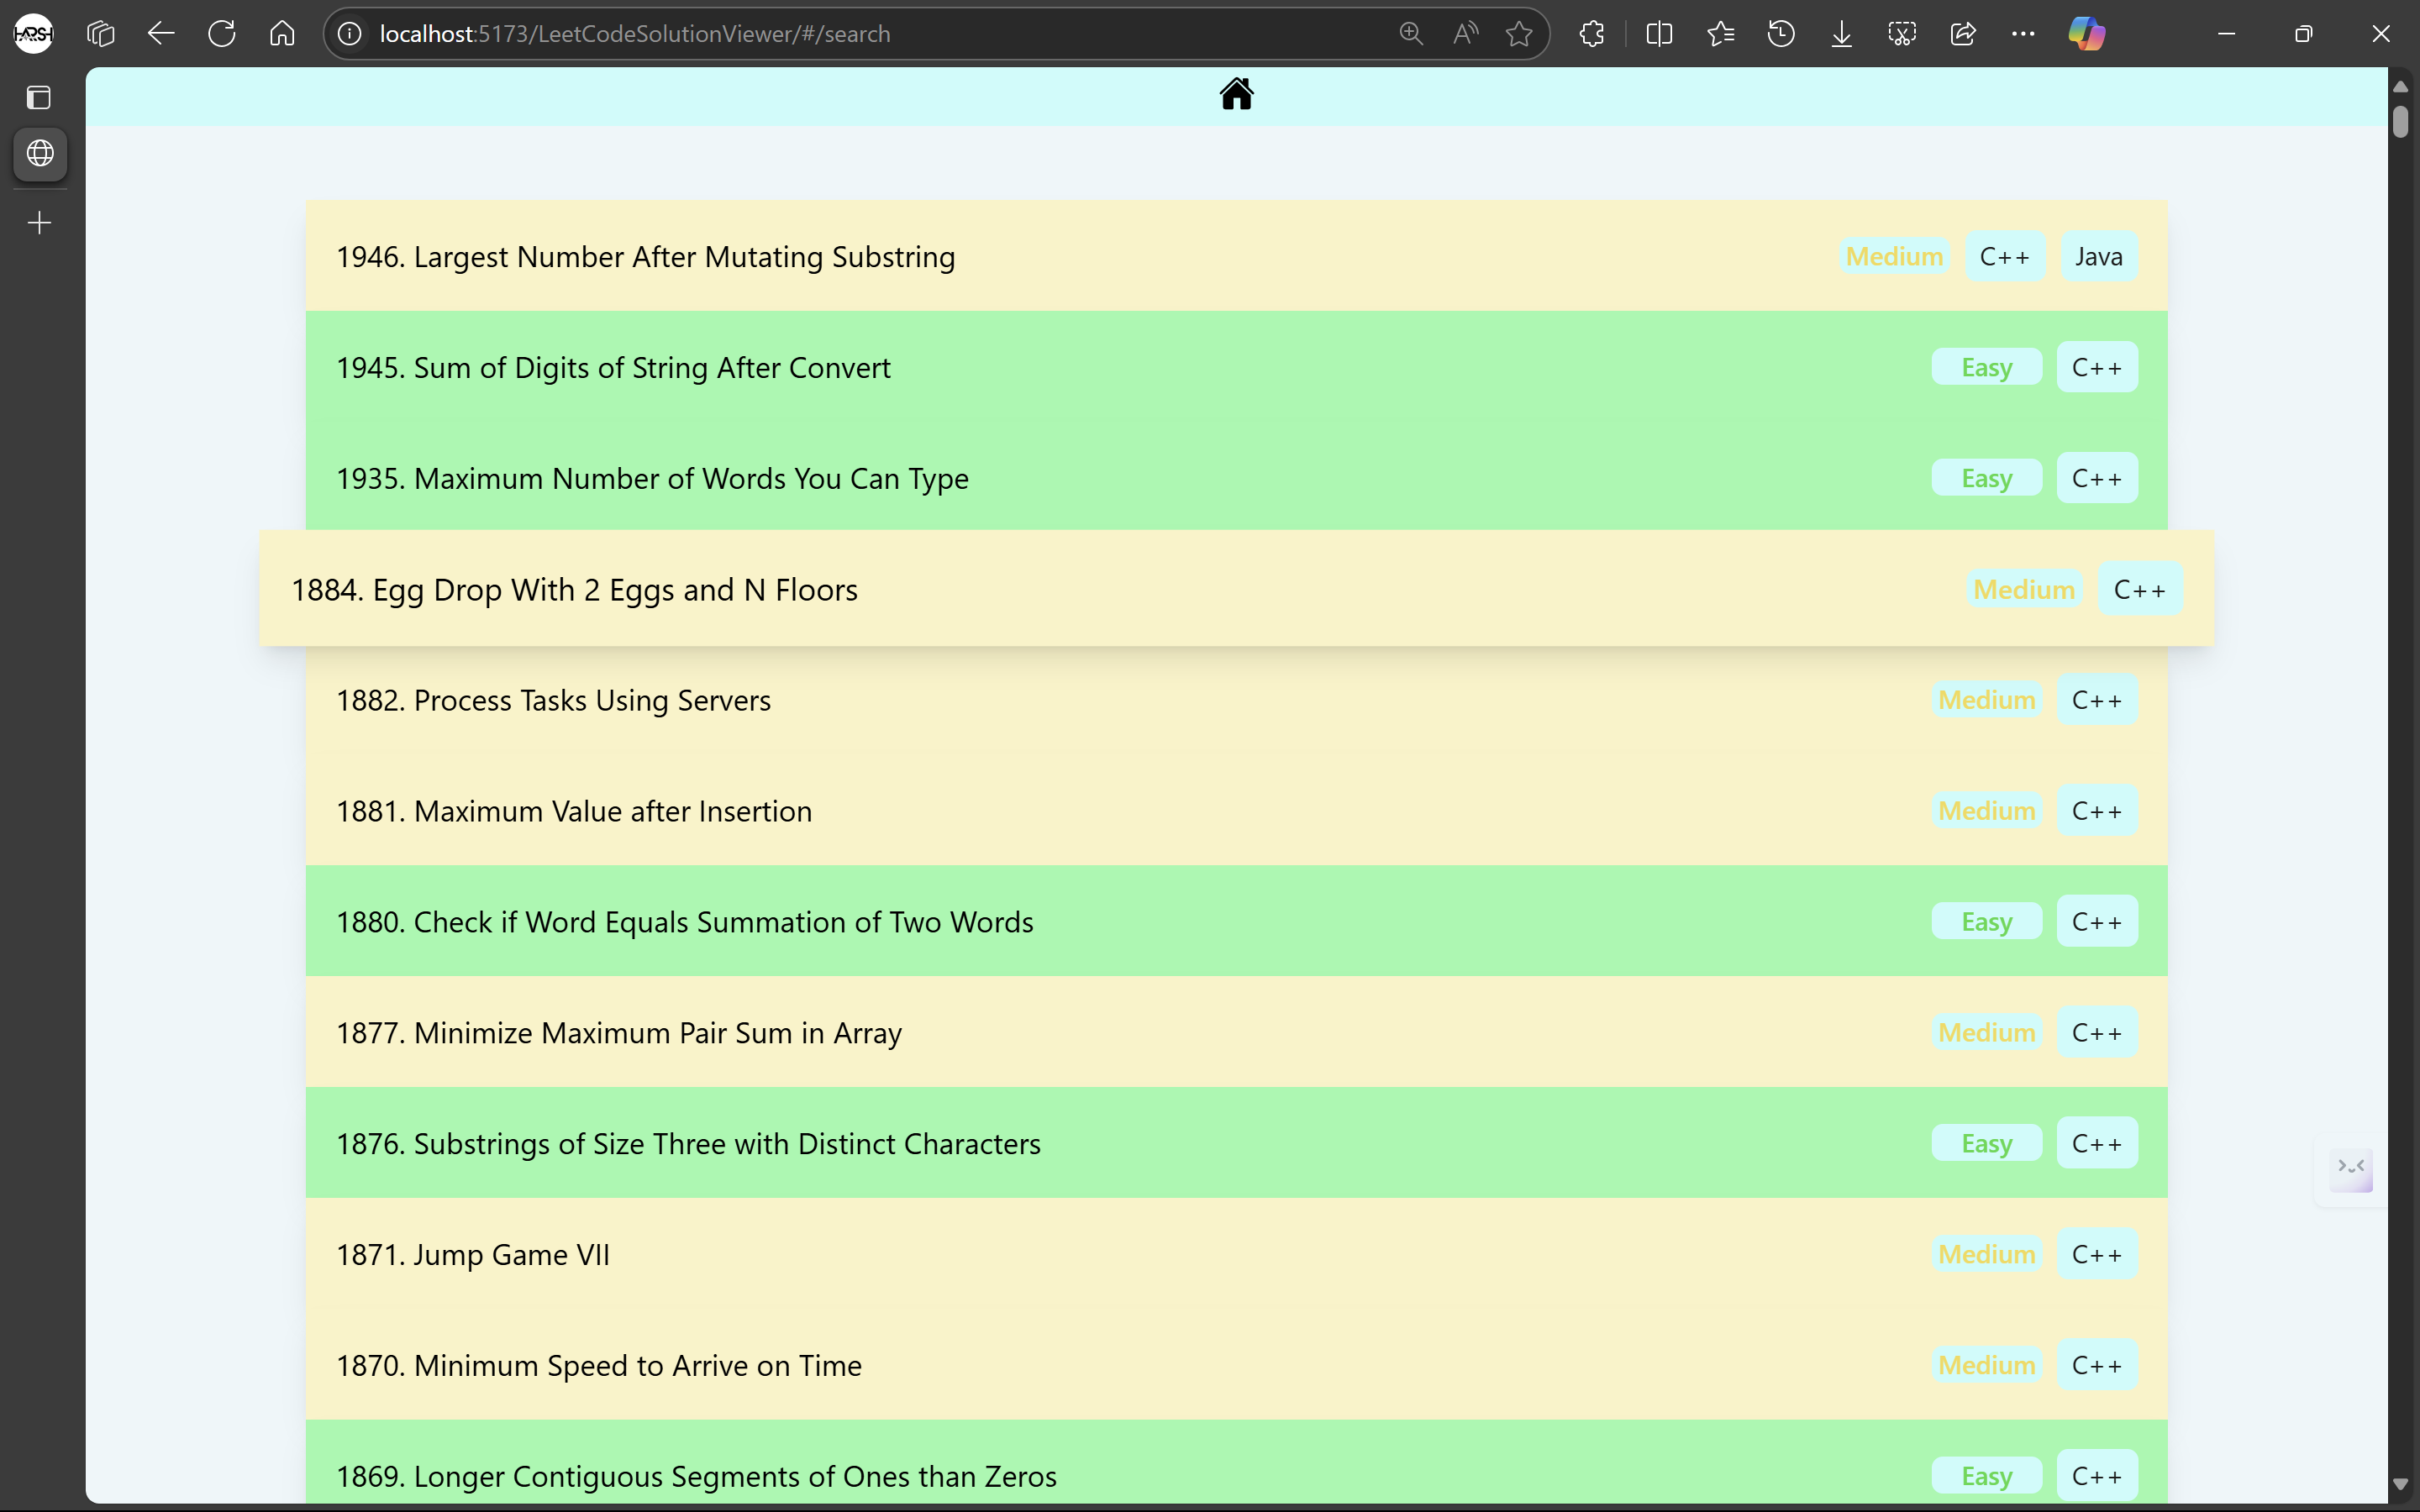 HARSH
localhost:5173/LeetCodeSolutionViewer/#/search
1946. Largest Number After Mutating Substring Medium C++ Java
1945. Sum of Digits of String After Convert Easy C++
1935. Maximum Number of Words You Can Type Easy C++
1884. Egg Drop With 2 Eggs and N Floors Medium C++
1882. Process Tasks Using Servers Medium C++
1881. Maximum Value after Insertion Medium C++
1880. Check if Word Equals Summation of Two Words Easy C++
1877. Minimize Maximum Pair Sum in Array Medium C++
1876. Substrings of Size Three with Distinct Characters Easy C++
1871. Jump Game VII Medium C++
1870. Minimum Speed to Arrive on Time Medium C++
1869. Longer Contiguous Segments of Ones than Zeros Easy C++